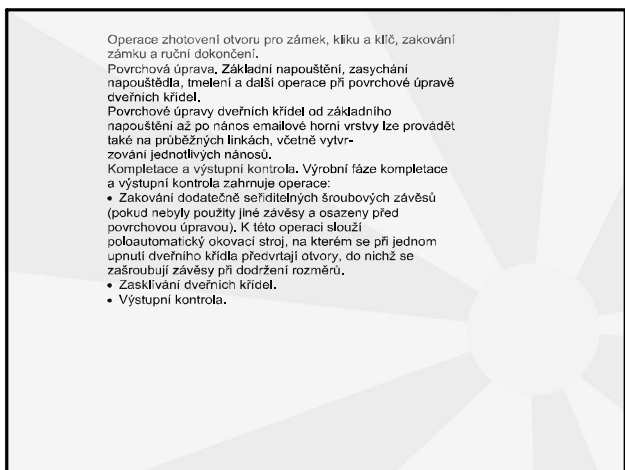 Operace zhotovení otvoru pro zámek, kliku a klíč, zakování
zámku a ruční dokončení.
Povrchová úprava. Základní napouštění, zasychání
napouštědla, tmelení a další operace při povrchové úpravě
dveřních křídel.
Povrchové úpravy dveřních křídel od základního
napouštění až po nános emailové horní vrstvy lze provádět
také na průběžných linkách, včetně vytvr-
zování jednotlivých nánosů.
Kompletace a výstupní kontrola. Výrobní fáze kompletace
a výstupní kontrola zahrnuje operace:
• Zakování dodatečně seřiditelných šroubových závěsů
(pokud nebyly použity jiné závěsy a osazeny před
povrchovou úpravou). K této operaci slouží
poloautomatický okovací stroj, na kterém se při jednom
upnutí dveřního křídla předvrtají otvory, do nichž se
zašroubují závěsy při dodržení rozměrů.
• Zasklívání dveřních křídel.
• Výstupní kontrola.